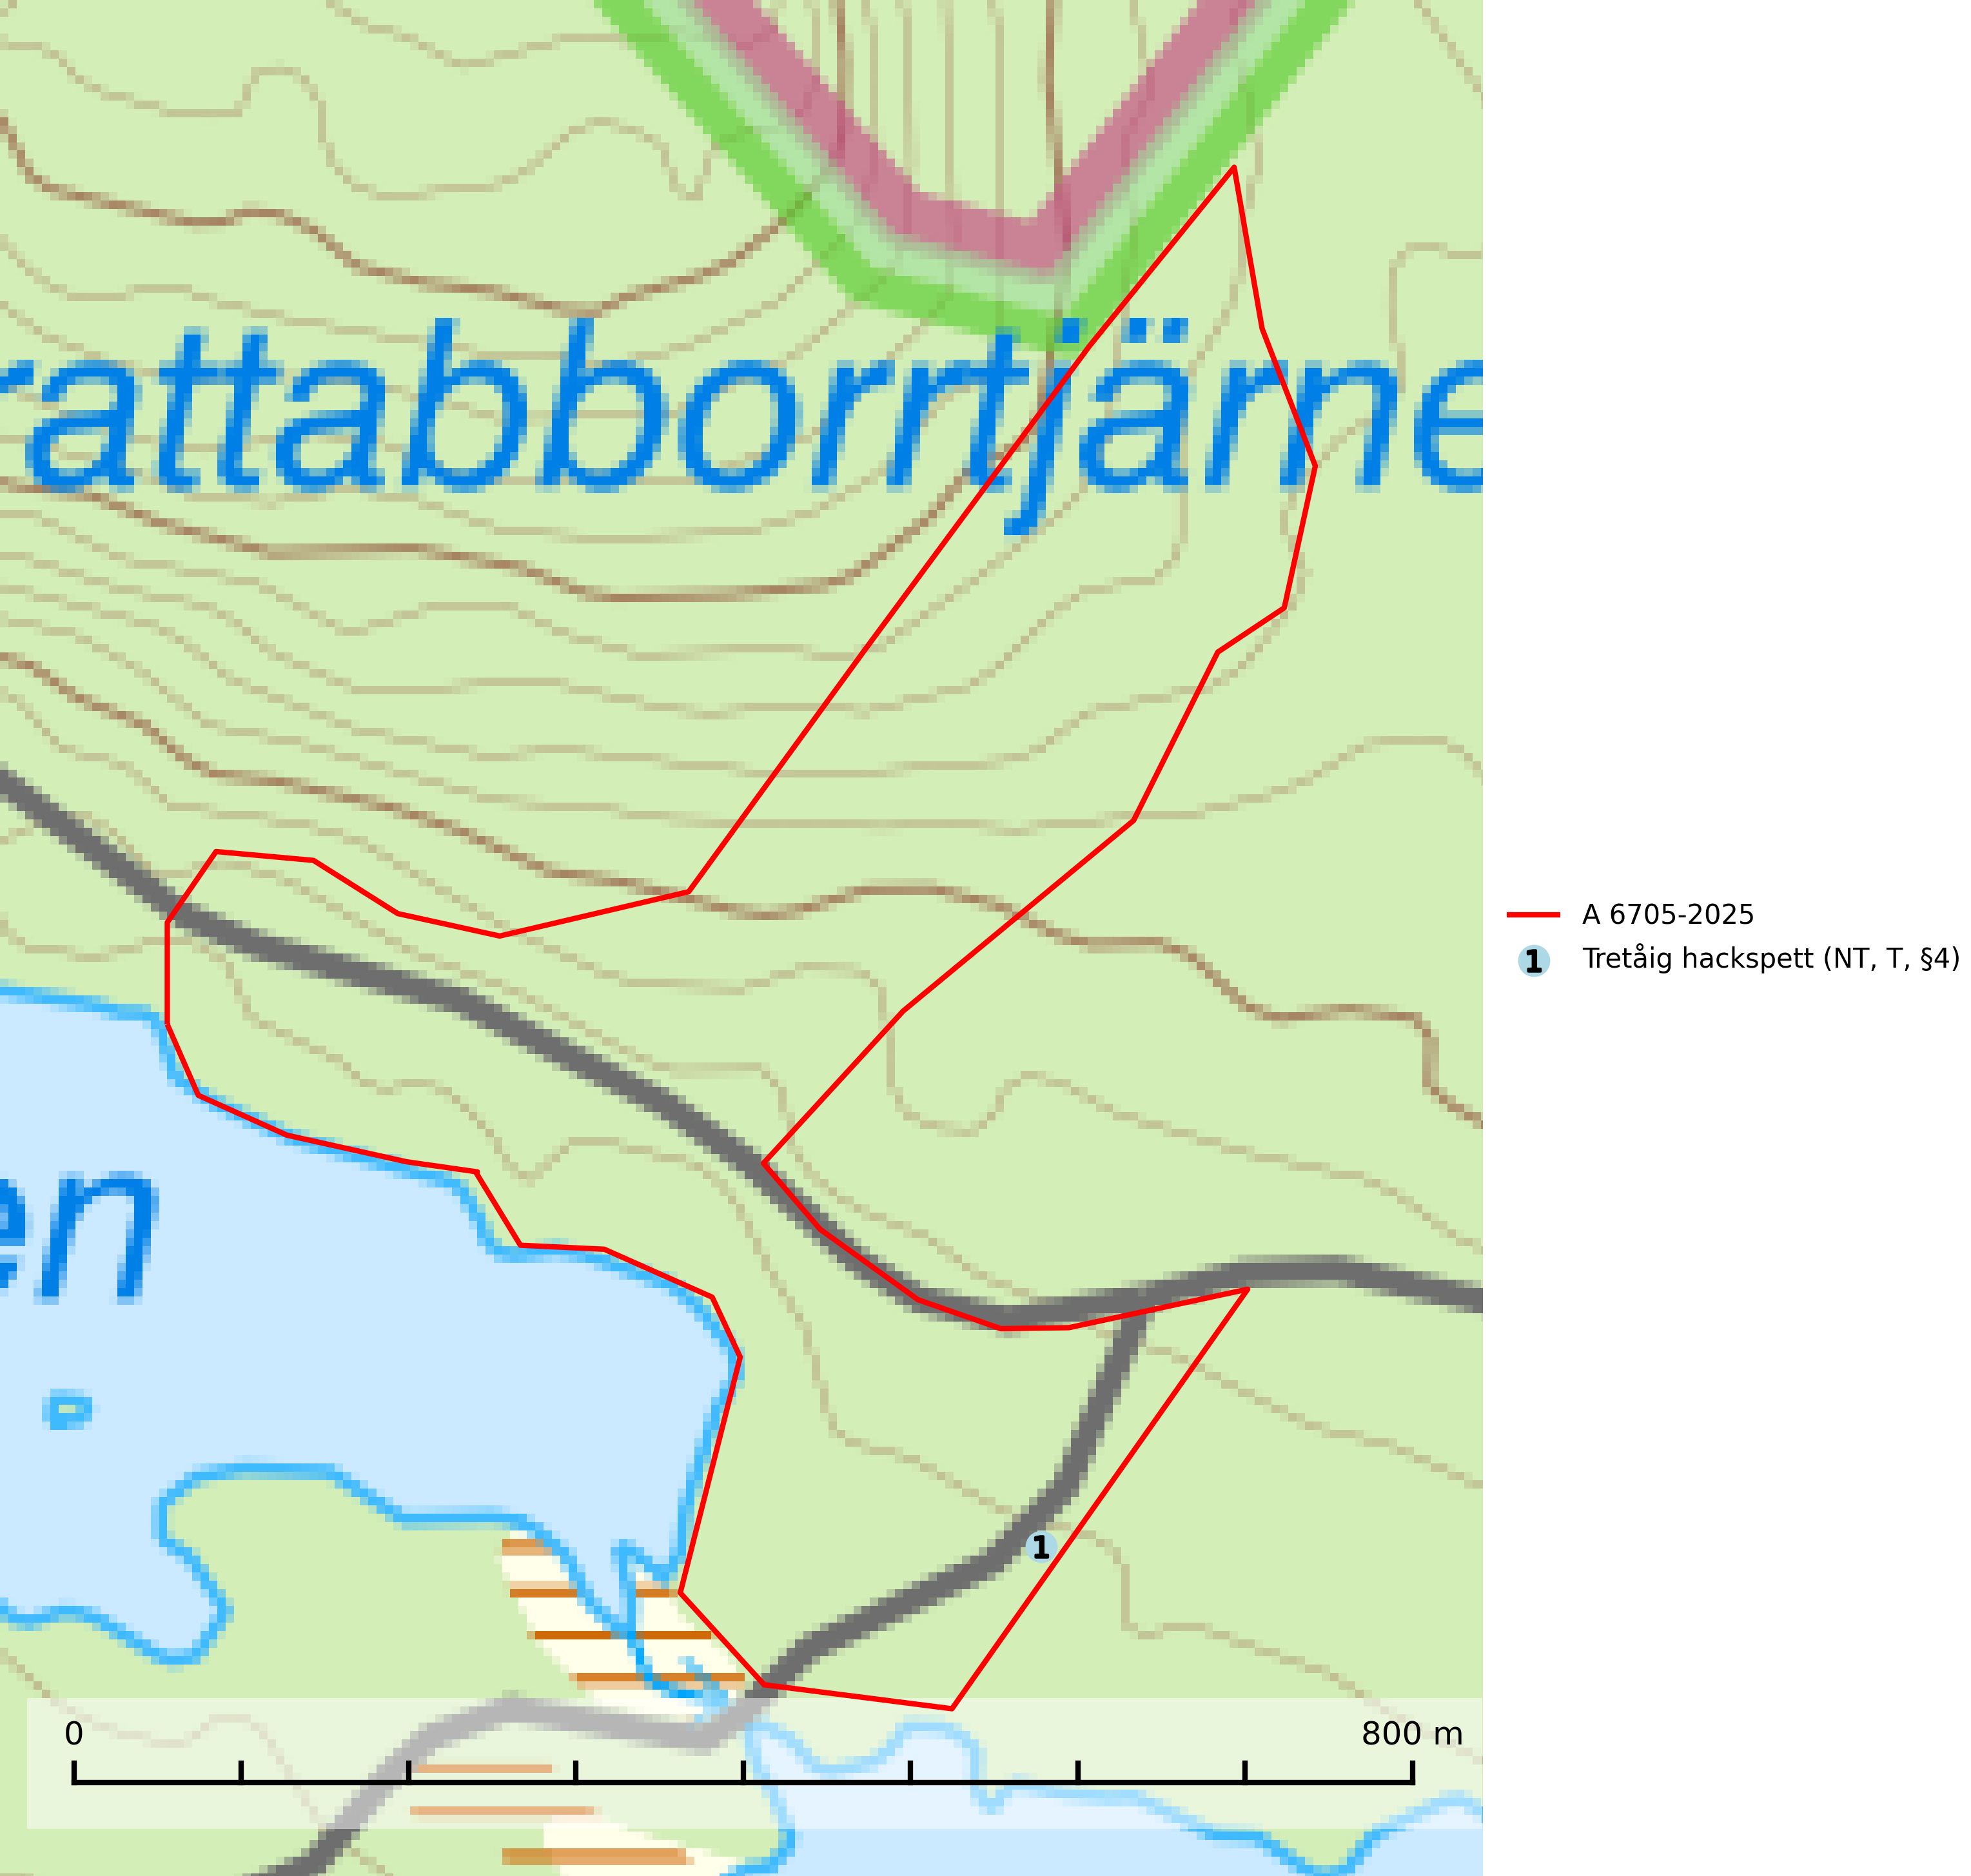 rattabborrtjärne
A 6705-2025
1 Tretåig hackspett (NT, T, §4)
en
1
0 800 m